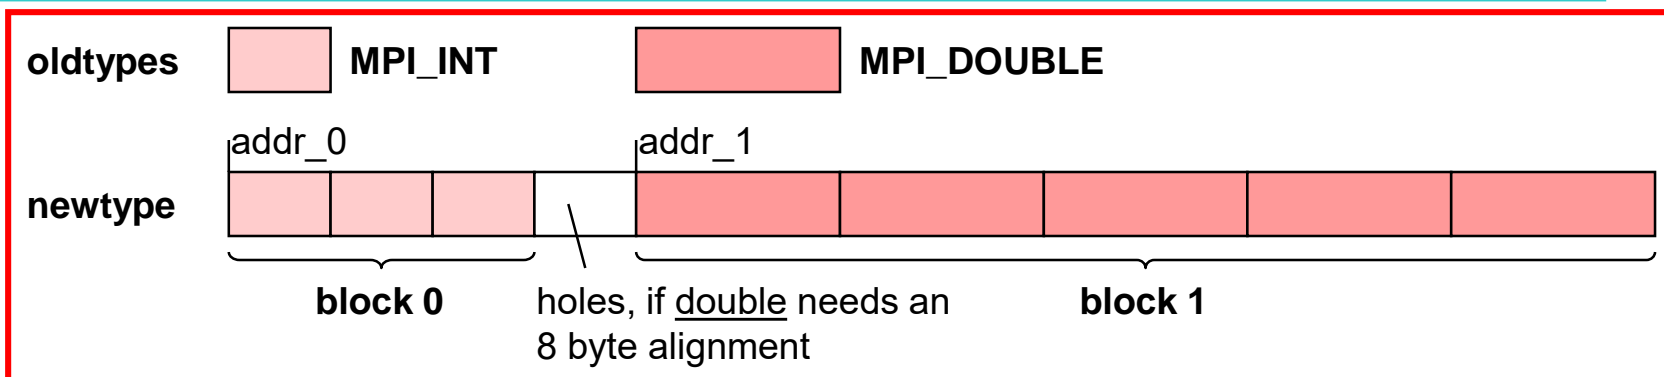 oldtypes MPI_INT MPI_DOUBLE
addr_0 addr_1
newtype
block 0 holes, if double needs an block 1
8 byte alignment